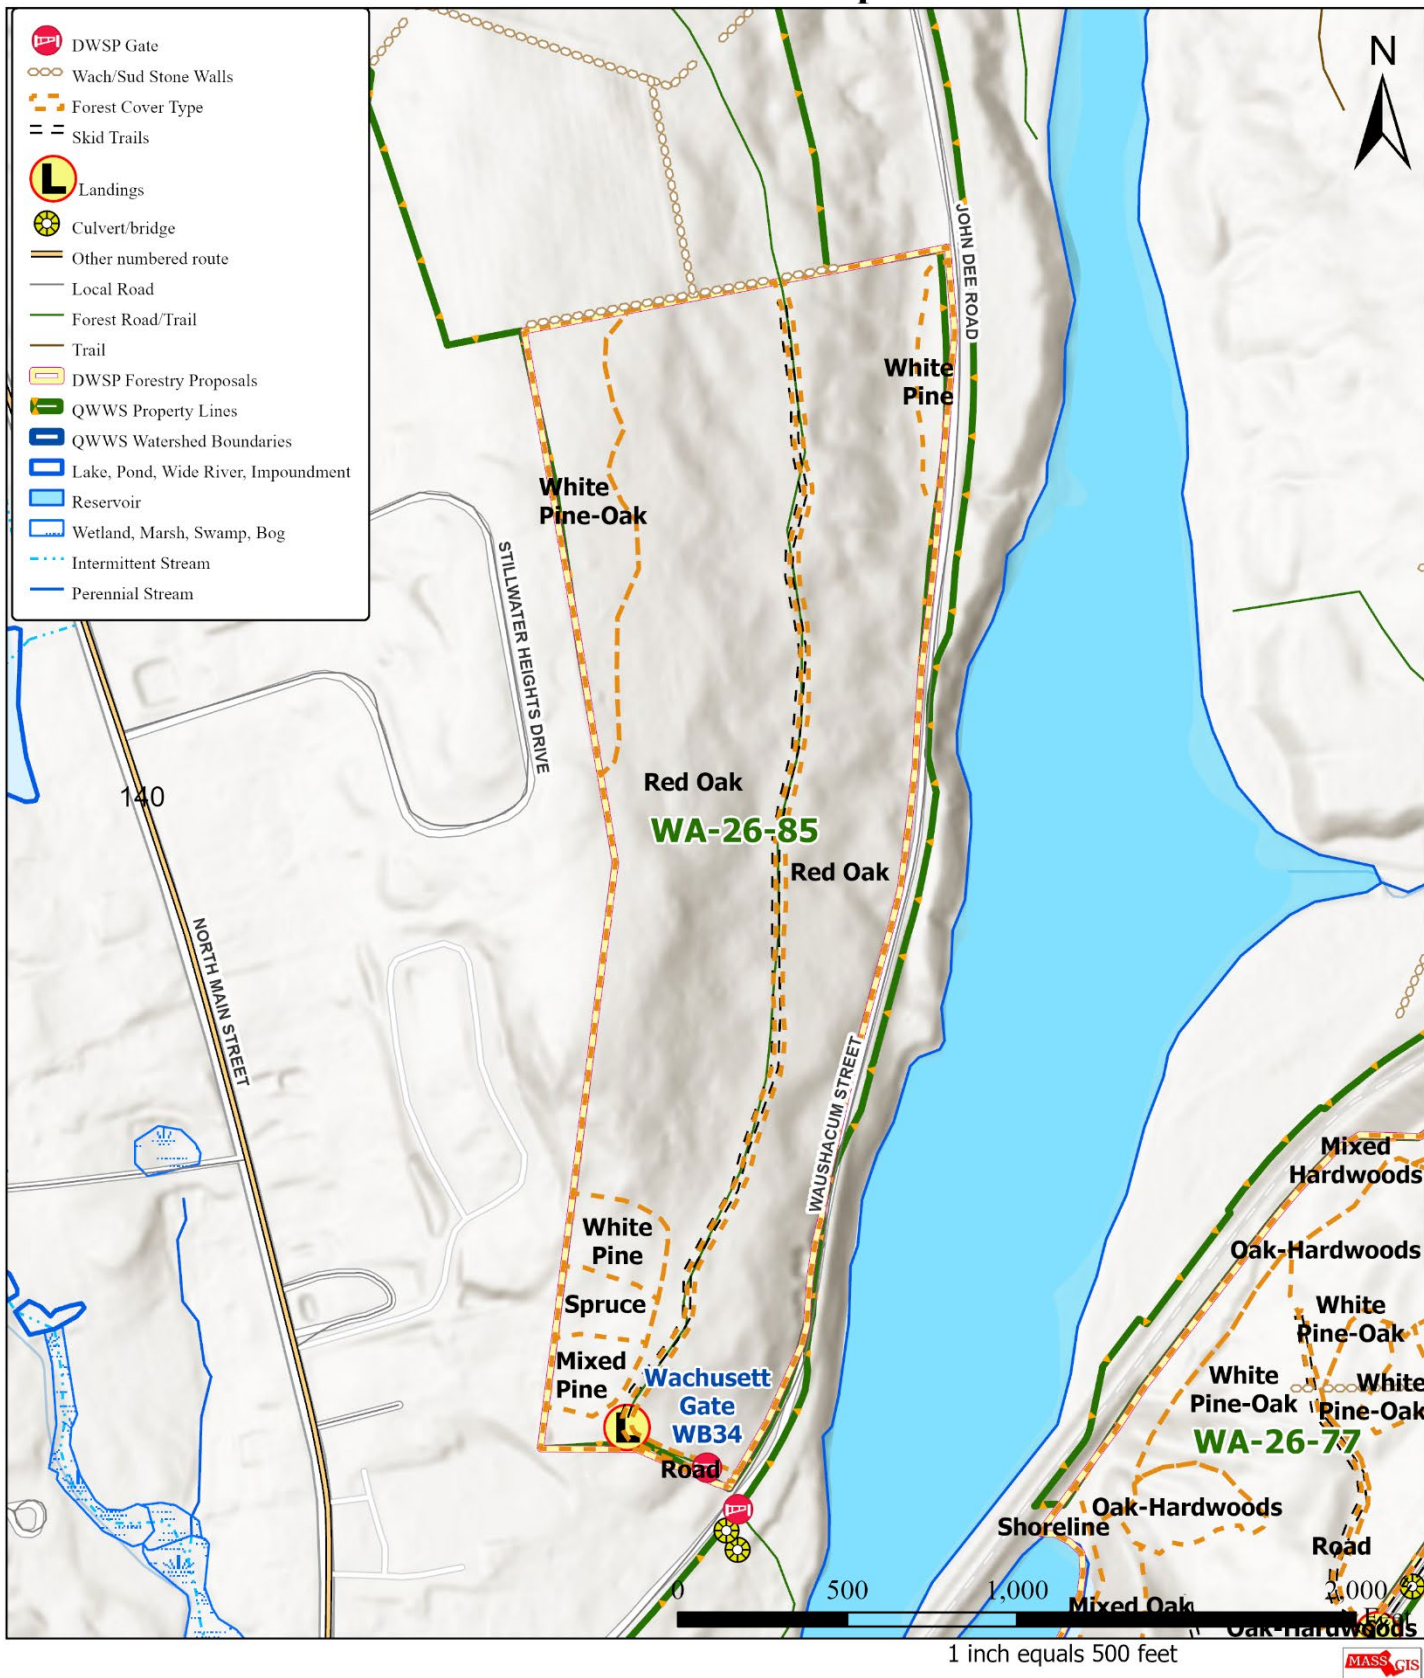 DWSP Gate
Wach/Sud Stone Walls
Forest Cover Type
Skid Trails
L
Landings
Culvert/bridge
Other numbered route
Local Road
Forest Road/Trail
Trail
DWSP Forestry Proposals
QWWS Property Lines
QWWS Watershed Boundaries
Lake, Pond, Wide River, Impoundment
Reservoir
Wetland, Marsh, Swamp, Bog
Intermittent Stream
Perennial Stream
N
JOHN DEE ROAD
White
Pine
White
Pine-Oak
STILLWATER HEIGHTS DRIVE
Red Oak
140
WA-26-85
Red Oak
NORTH MAIN STREET
WAUSHACUM STREET
Mixed
Hardwoods
White
Pine
Oak-Hardwoods
Spruce
White
Pine-Oak
Mixed
Pine
Wachusett
Gate
WB34
White
Pine-Oak
White
Pine-Oak
L
WA-26-77
Road
Oak-Hardwoods
Shoreline
Road
0 500 1,000 2,000
Feet
Mixed Oak
Oak-Hardwoods
1 inch equals 500 feet
MASS GIS